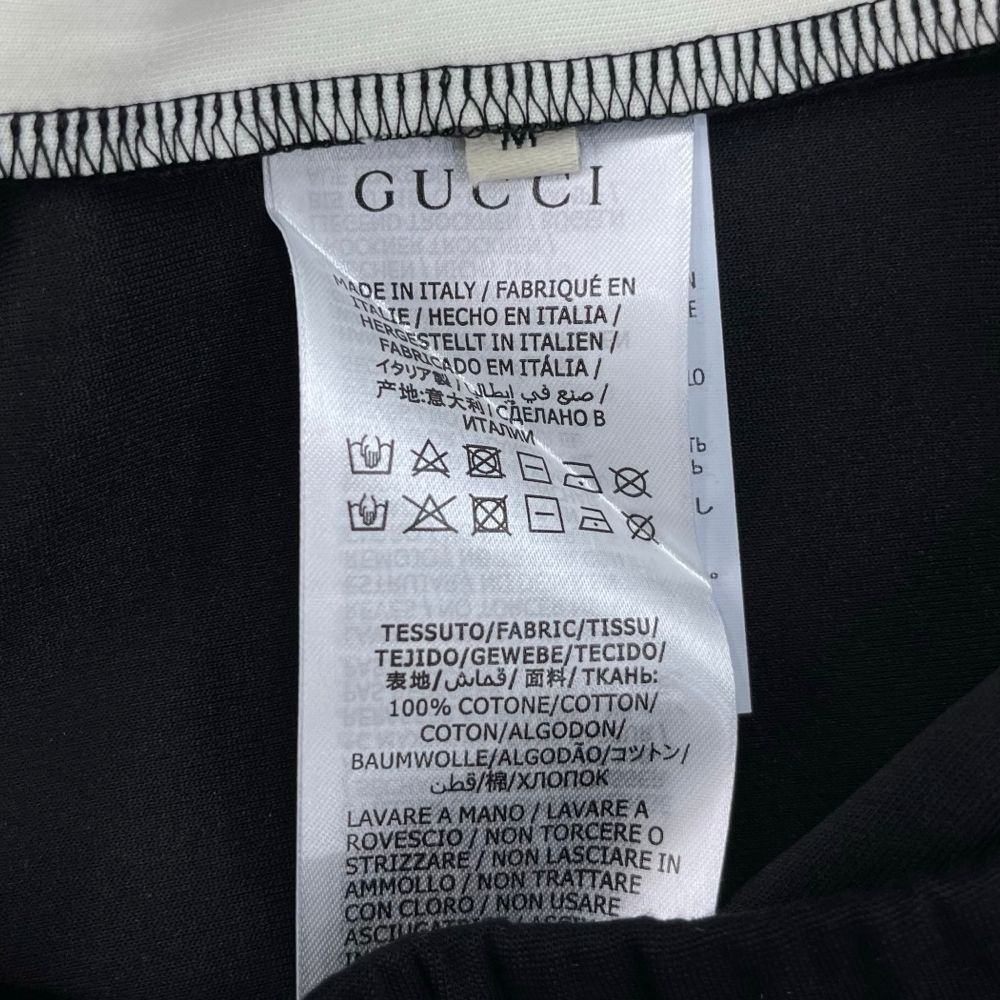 M
GUCCI
MADE IN ITALY / FABRIQUÉ EN
ITALIE / HECHO EN ITALIA /
HERGESTELLT IN ITALIEN /
FABRICADO EM ITÁLIA /
イタリア製 / صنع في إيطاليا /
产地:意大利 / СДЕЛАНО В
ИТАЛИИ
TESSUTO/FABRIC/TISSU/
TEJIDO/GEWEBE/TECIDO/
表地/قماش/ 面料/ ТКАНЬ:
100% COTONE/COTTON/
COTON/ALGODON/
BAUMWOLLE/ALGODÃO/コットン/
قطن/棉/ХЛОПОК
LAVARE A MANO / LAVARE A
ROVESCIO / NON TORCERE O
STRIZZARE / NON LASCIARE IN
AMMOLLO / NON TRATTARE
CON CLORO / NON USARE